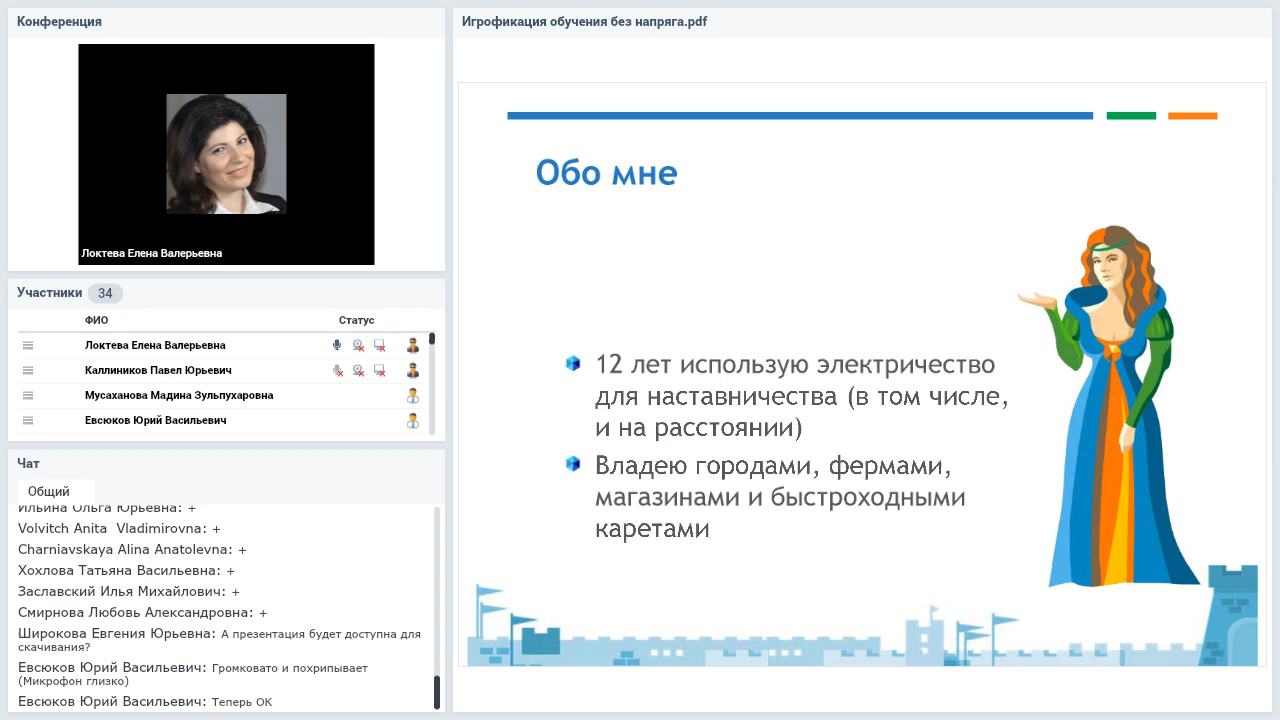 Конференция
Локтева Елена Валерьевна
Участники 34
ФИО Статус
Локтева Елена Валерьевна
Каллиников Павел Юрьевич
Мусаханова Мадина Зульпухаровна
Евсюков Юрий Васильевич
Чат
Общий
Ильина Ольга Юрьевна: +
Volvitch Anita Vladimirovna: +
Charniavskaya Alina Anatolevna: +
Хохлова Татьяна Васильевна: +
Заславский Илья Михайлович: +
Смирнова Любовь Александровна: +
Широкова Евгения Юрьевна: А презентация будет доступна для
скачивания?
Евсюков Юрий Васильевич: Громковато и похрипывает
(Микрофон глизко)
Евсюков Юрий Васильевич: Теперь ОК
Игрофикация обучения без напряга.pdf
Обо мне
12 лет использую электричество
для наставничества (в том числе,
и на расстоянии)
Владею городами, фермами,
магазинами и быстроходными
каретами